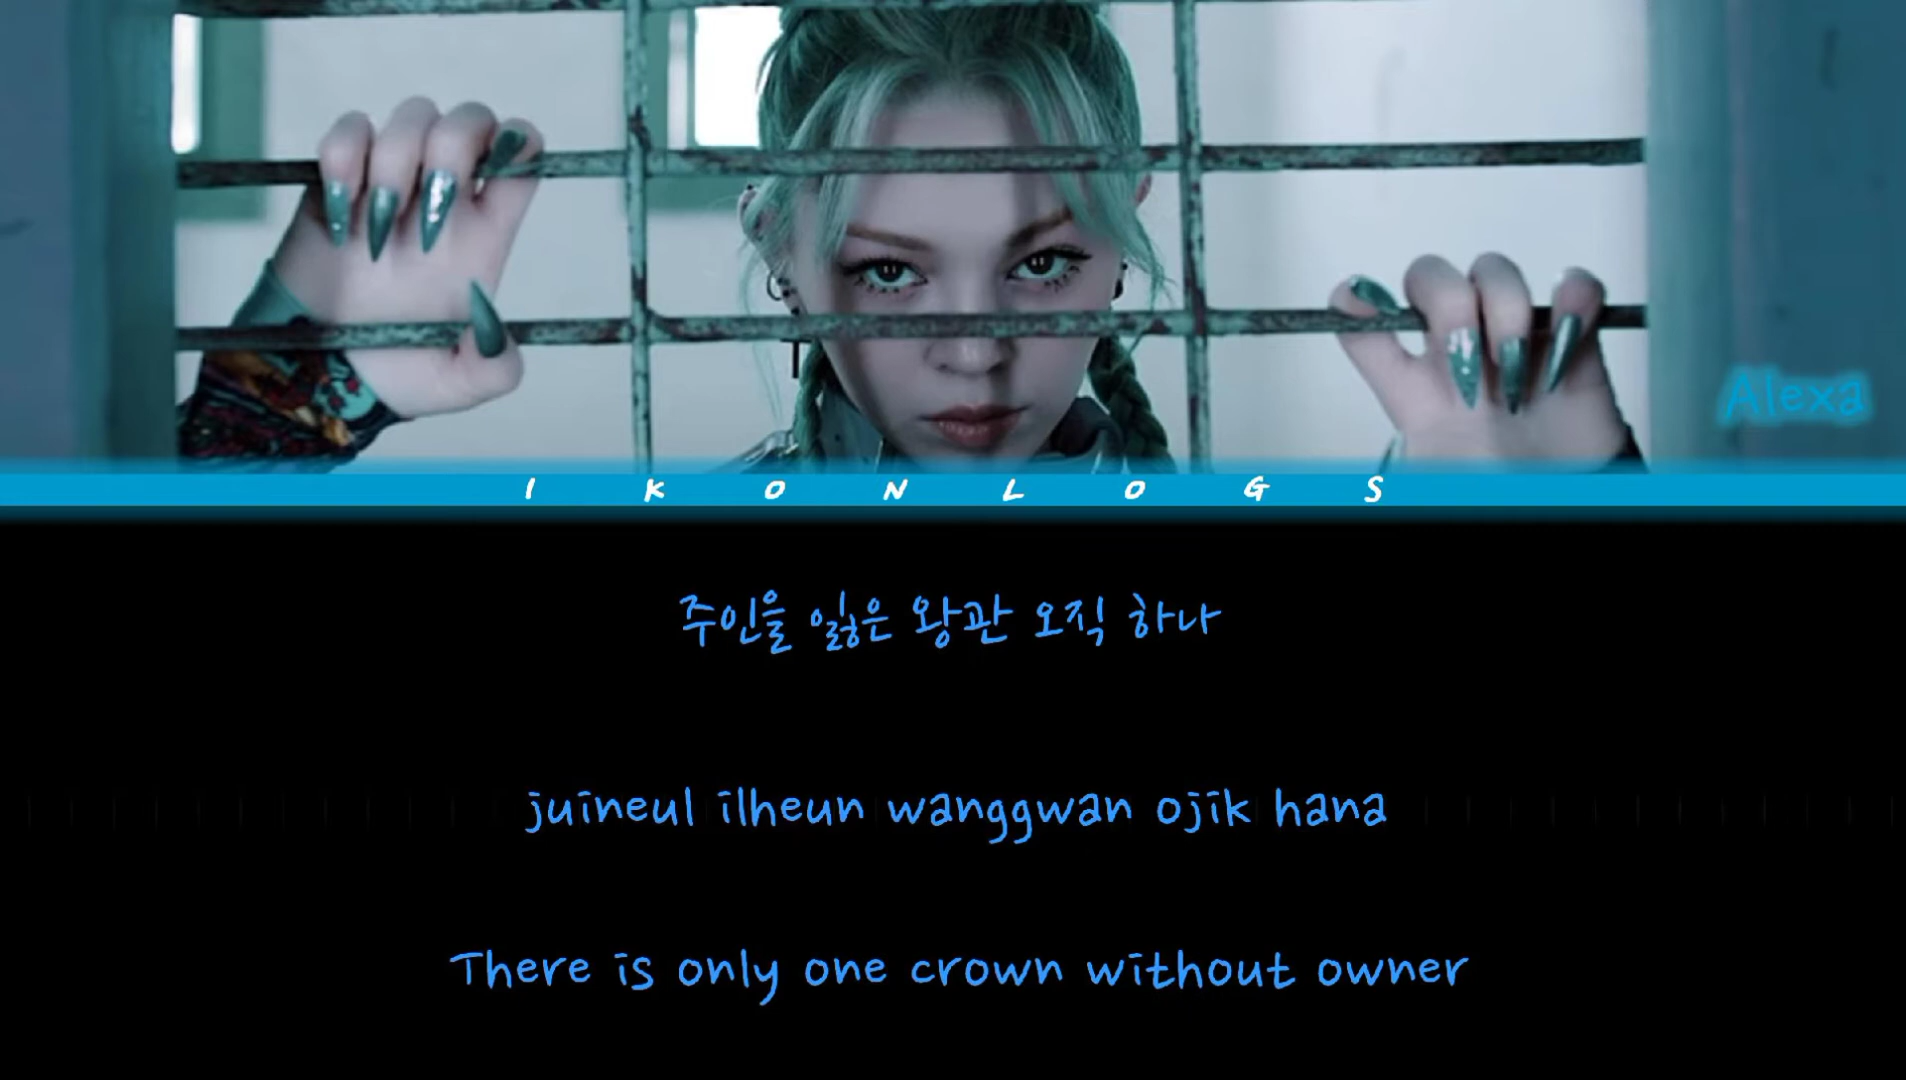 Alexa
I K O N L O G S
주인을 잃은 왕관 오직 하나
juineul ilheun wanggwan ojik hana
There is only one crown without owner